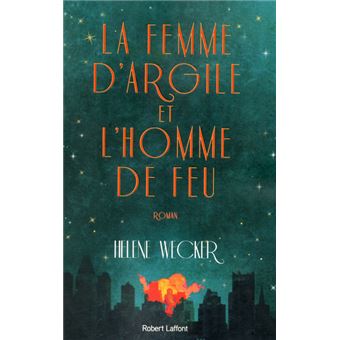 LA FEMME
D'ARGILE
ET
L'HOMME
DE FEU
ROMAN
HELENE WECKER
Robert Laffont